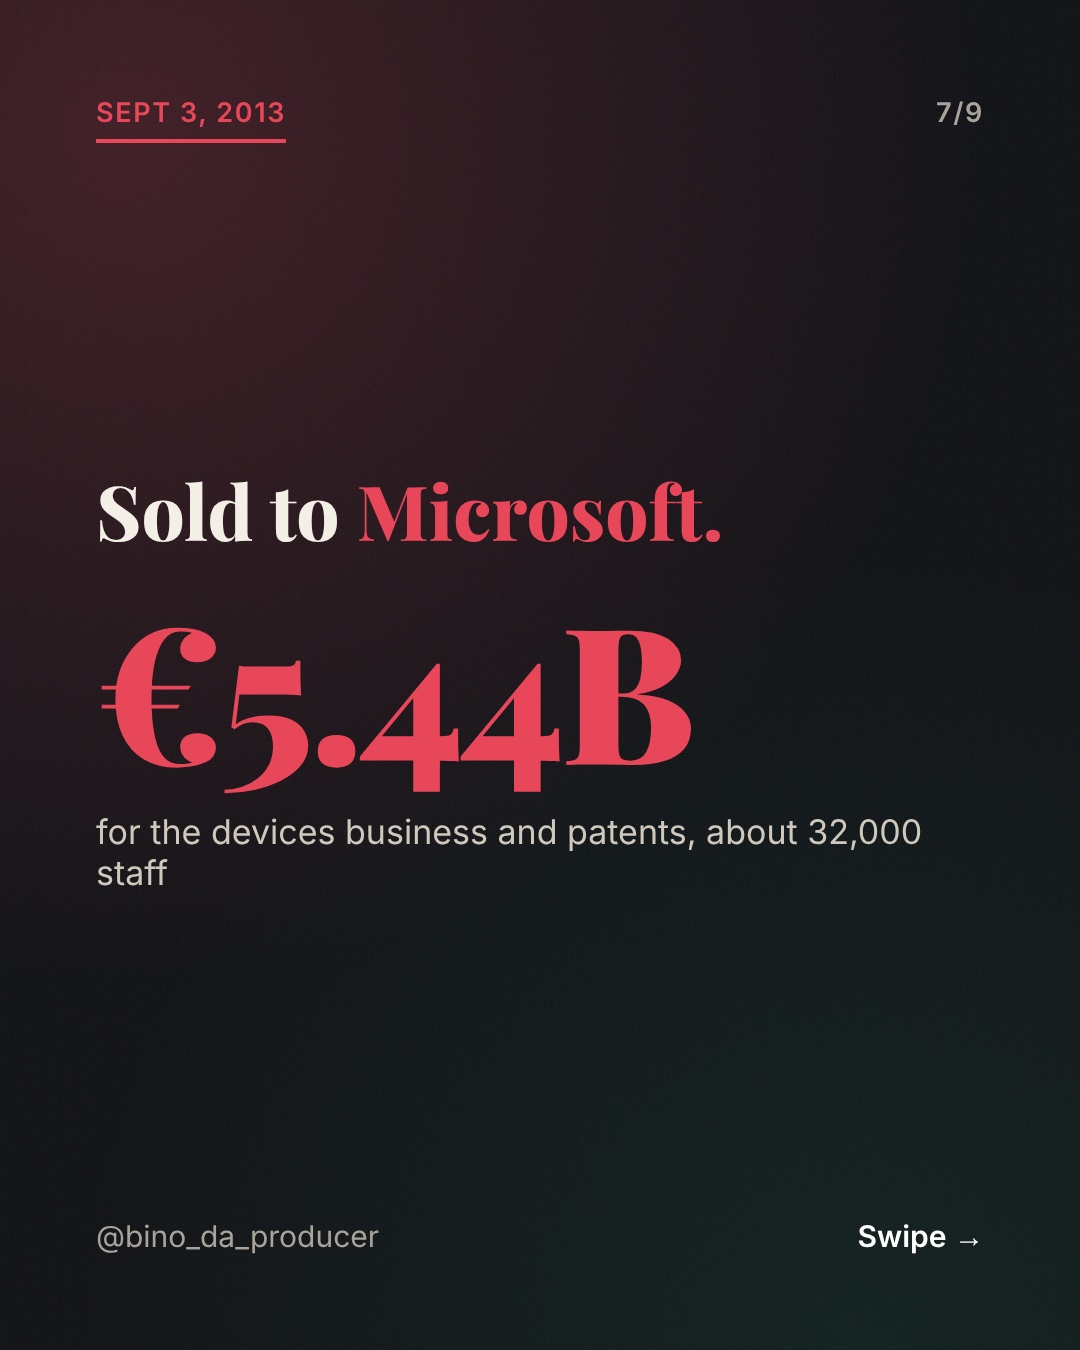 SEPT 3, 2013
7/9
Sold to Microsoft.
€5.44B
for the devices business and patents, about 32,000
staff
@bino_da_producer
Swipe →